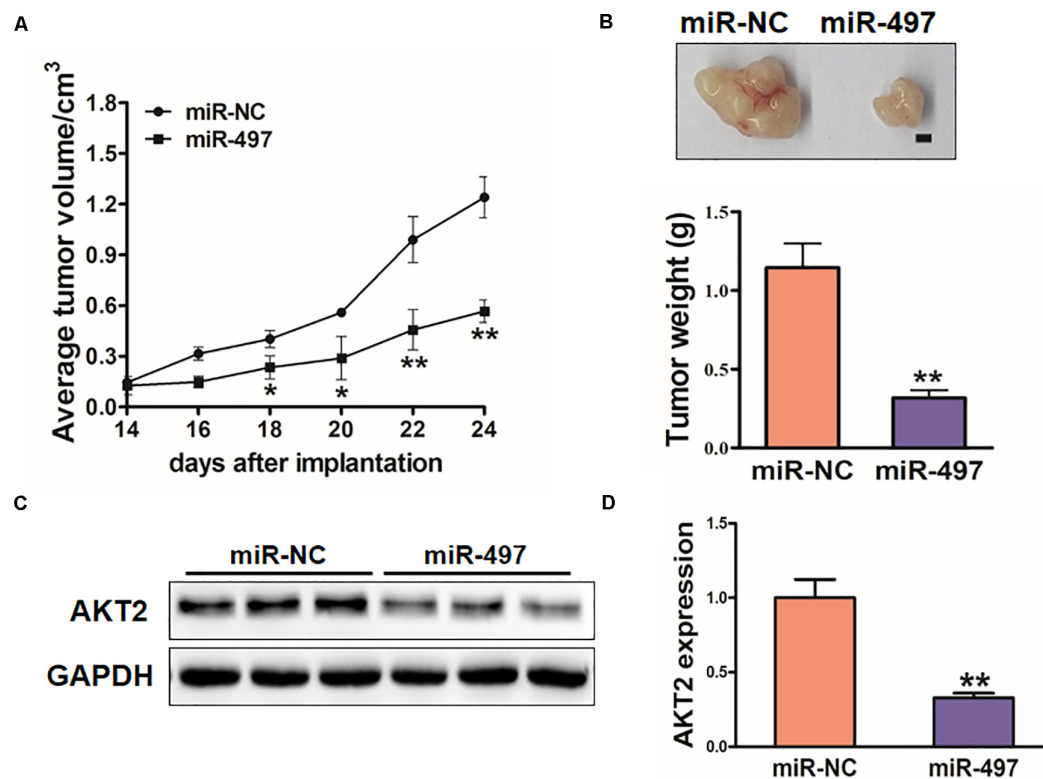 A
Average tumor volume/cm3
1.8
1.5
1.2
0.9
0.6
0.3
0.0
miR-NC
miR-497
*
*
**
**
14 16 18 20 22 24
days after implantation
B
miR-NC miR-497
Tumor weight (g)
1.5
1.0
0.5
0.0
**
miR-NC miR-497
C
miR-NC miR-497
AKT2
GAPDH
D
AKT2 expression
1.5
1.0
0.5
0.0
**
miR-NC miR-497